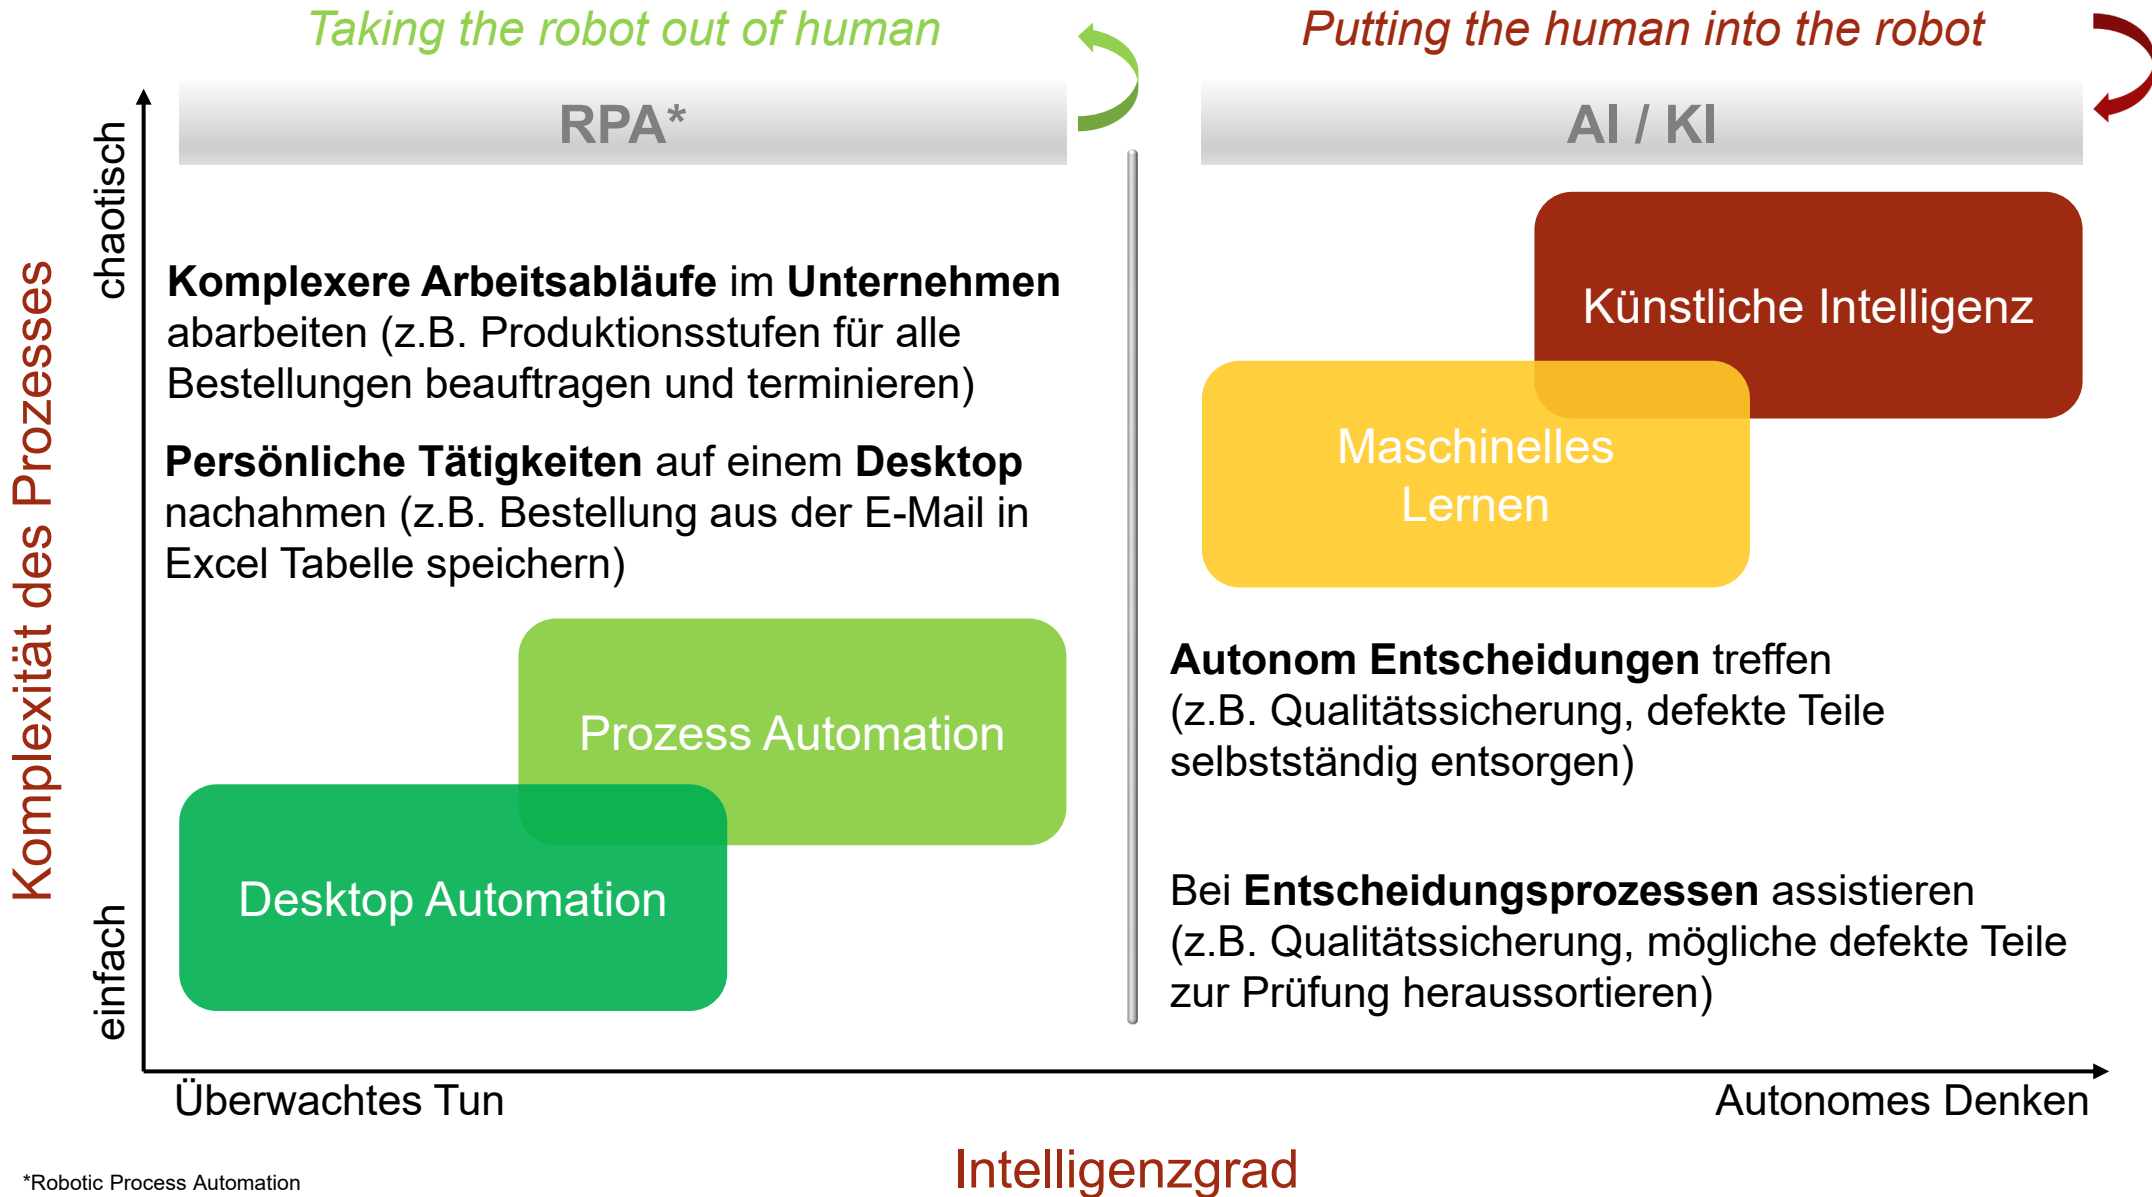 Taking the robot out of human
Putting the human into the robot
RPA*
AI / KI
Komplexität des Prozesses
chaotisch
einfach
Komplexere Arbeitsabläufe im Unternehmen
abarbeiten (z.B. Produktionsstufen für alle
Bestellungen beauftragen und terminieren)
Persönliche Tätigkeiten auf einem Desktop
nachahmen (z.B. Bestellung aus der E-Mail in
Excel Tabelle speichern)
Prozess Automation
Desktop Automation
Künstliche Intelligenz
Maschinelles
Lernen
Autonom Entscheidungen treffen
(z.B. Qualitätssicherung, defekte Teile
selbstständig entsorgen)
Bei Entscheidungsprozessen assistieren
(z.B. Qualitätssicherung, mögliche defekte Teile
zur Prüfung heraussortieren)
Überwachtes Tun
Autonomes Denken
Intelligenzgrad
*Robotic Process Automation